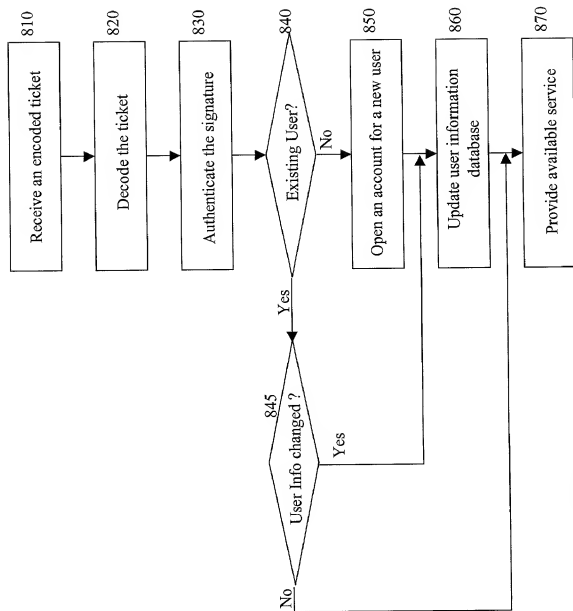 810
Receive an encoded ticket
820
Decode the ticket
830
Authenticate the signature
840
Existing User?
Yes
No
845
User Info changed ?
Yes
No
850
Open an account for a new user
860
Update user information
database
870
Provide available service